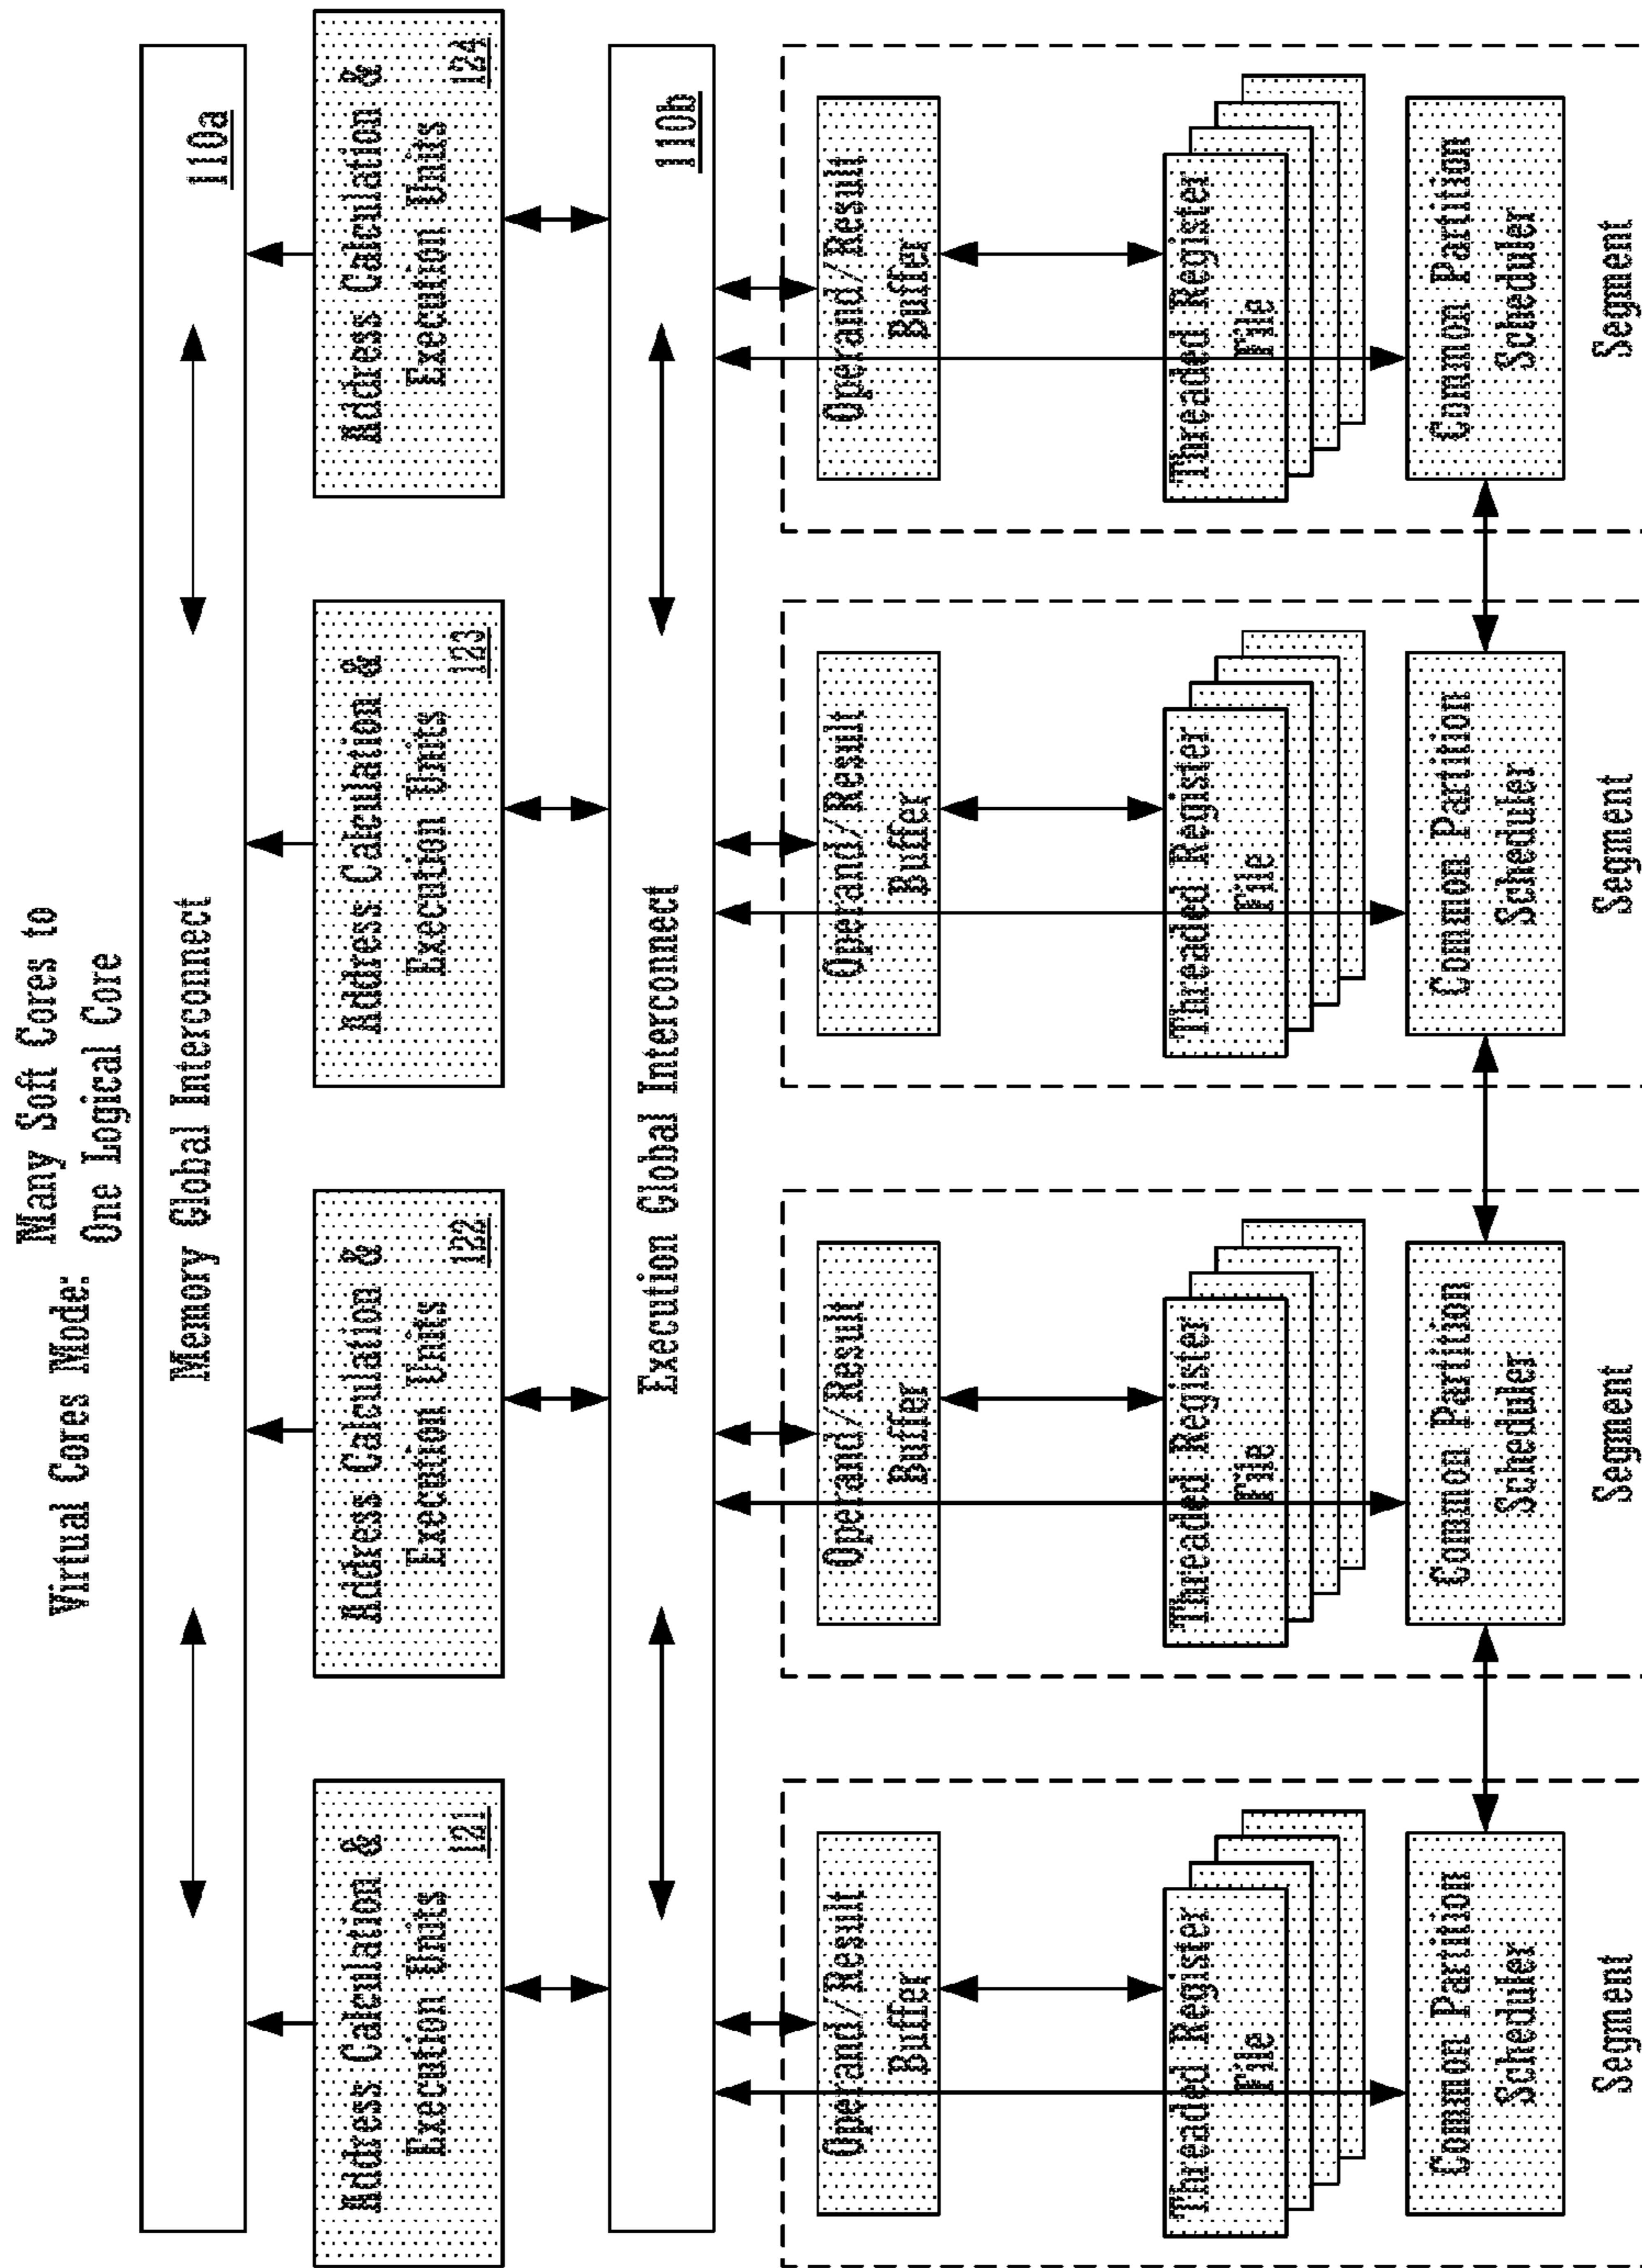 Virtual Cores Mode:
Many Soft Cores to
One Logical Core
Memory Global Interconnect
110a
Address Calculation &
Execution Units
121
Address Calculation &
Execution Units
122
Address Calculation &
Execution Units
123
Address Calculation &
Execution Units
124
Execution Global Interconnect
110b
Operand/Result
Buffer
Operand/Result
Buffer
Operand/Result
Buffer
Operand/Result
Buffer
Threaded Register
File
Threaded Register
File
Threaded Register
File
Threaded Register
File
Common Partition
Scheduler
Common Partition
Scheduler
Common Partition
Scheduler
Common Partition
Scheduler
Segment
Segment
Segment
Segment